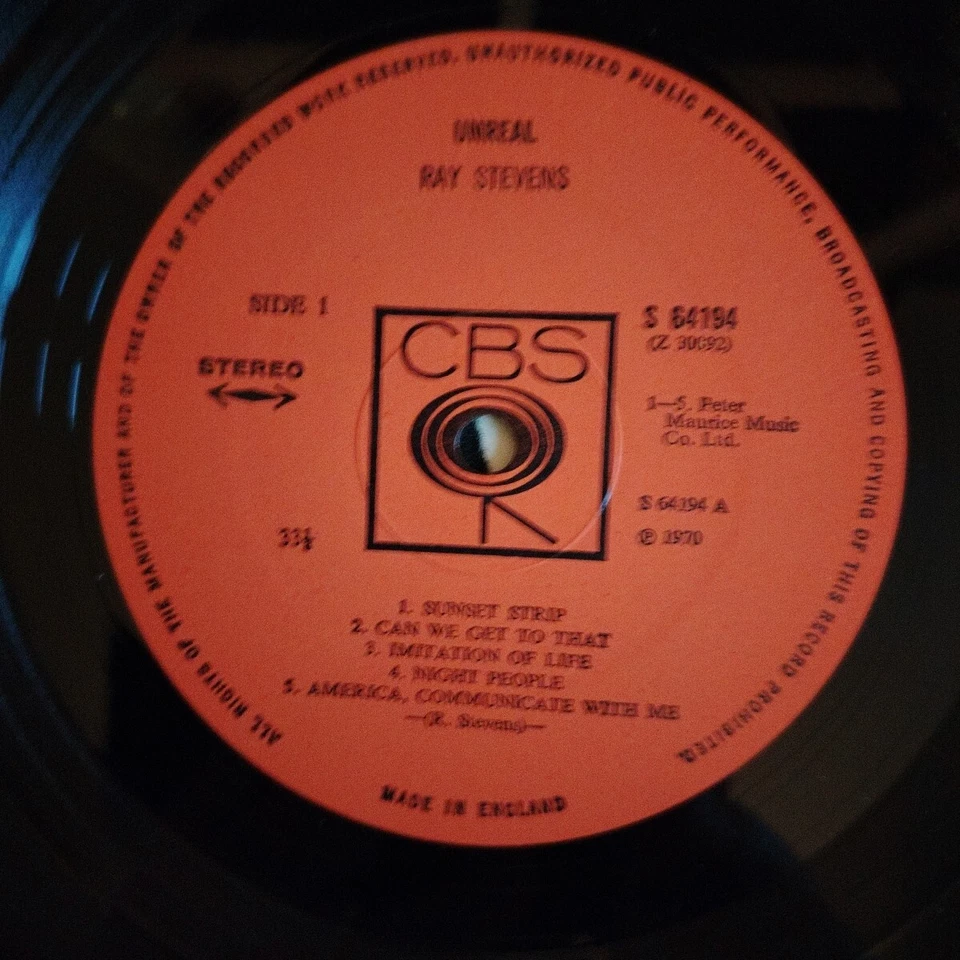 UNREAL
RAY STEVENS
SIDE 1
STEREO
33⅓
CBS
S 64194
(Z 30092)
1—5. Peter
Maurice Music
Co. Ltd.
S 64194 A
℗ 1970
1. SUNSET STRIP
2. CAN WE GET TO THAT
3. IMITATION OF LIFE
4. NIGHT PEOPLE
5. AMERICA, COMMUNICATE WITH ME
—(R. Stevens)—
ALL RIGHTS OF THE MANUFACTURER AND OF THE OWNER OF THE RECORDED WORK RESERVED. UNAUTHORIZED PUBLIC PERFORMANCE, BROADCASTING AND COPYING OF THIS RECORD PROHIBITED.
MADE IN ENGLAND